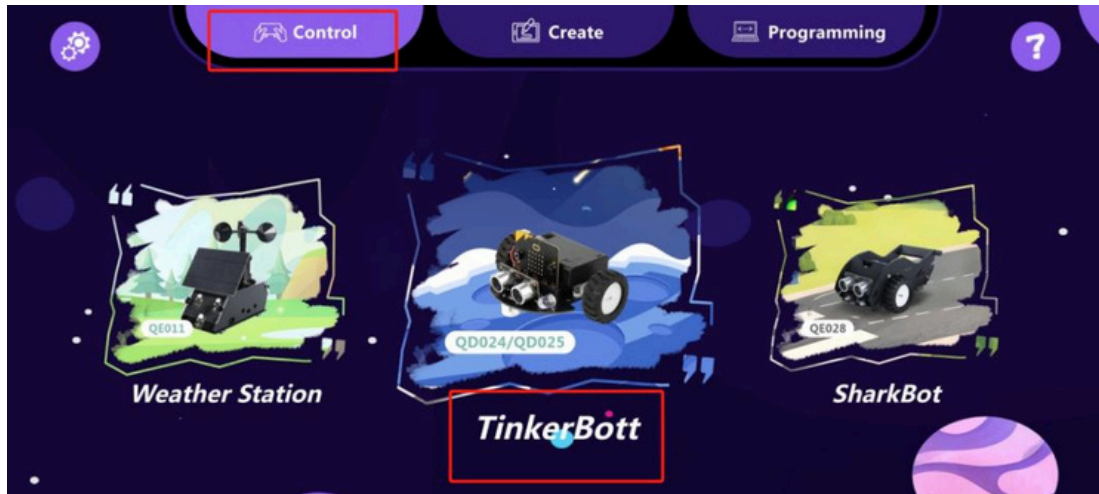 Control
Create
Programming
?
QE011
QD024/QD025
QE028
Weather Station
TinkerBott
SharkBot